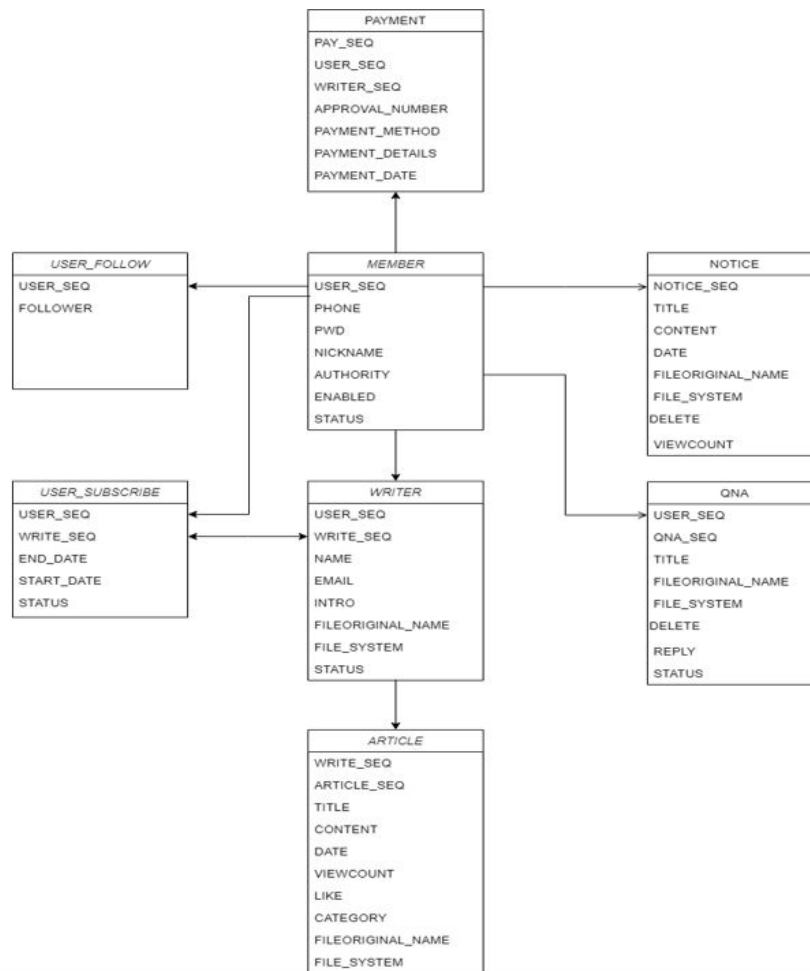 PAYMENT
PAY_SEQ
USER_SEQ
WRITER_SEQ
APPROVAL_NUMBER
PAYMENT_METHOD
PAYMENT_DETAILS
PAYMENT_DATE
USER_FOLLOW
USER_SEQ
FOLLOWER
MEMBER
USER_SEQ
PHONE
PWD
NICKNAME
AUTHORITY
ENABLED
STATUS
NOTICE
NOTICE_SEQ
TITLE
CONTENT
DATE
FILEORIGINAL_NAME
FILE_SYSTEM
DELETE
VIEWCOUNT
USER_SUBSCRIBE
USER_SEQ
WRITE_SEQ
END_DATE
START_DATE
STATUS
WRITER
USER_SEQ
WRITE_SEQ
NAME
EMAIL
INTRO
FILEORIGINAL_NAME
FILE_SYSTEM
STATUS
QNA
USER_SEQ
QNA_SEQ
TITLE
FILEORIGINAL_NAME
FILE_SYSTEM
DELETE
REPLY
STATUS
ARTICLE
WRITE_SEQ
ARTICLE_SEQ
TITLE
CONTENT
DATE
VIEWCOUNT
LIKE
CATEGORY
FILEORIGINAL_NAME
FILE_SYSTEM